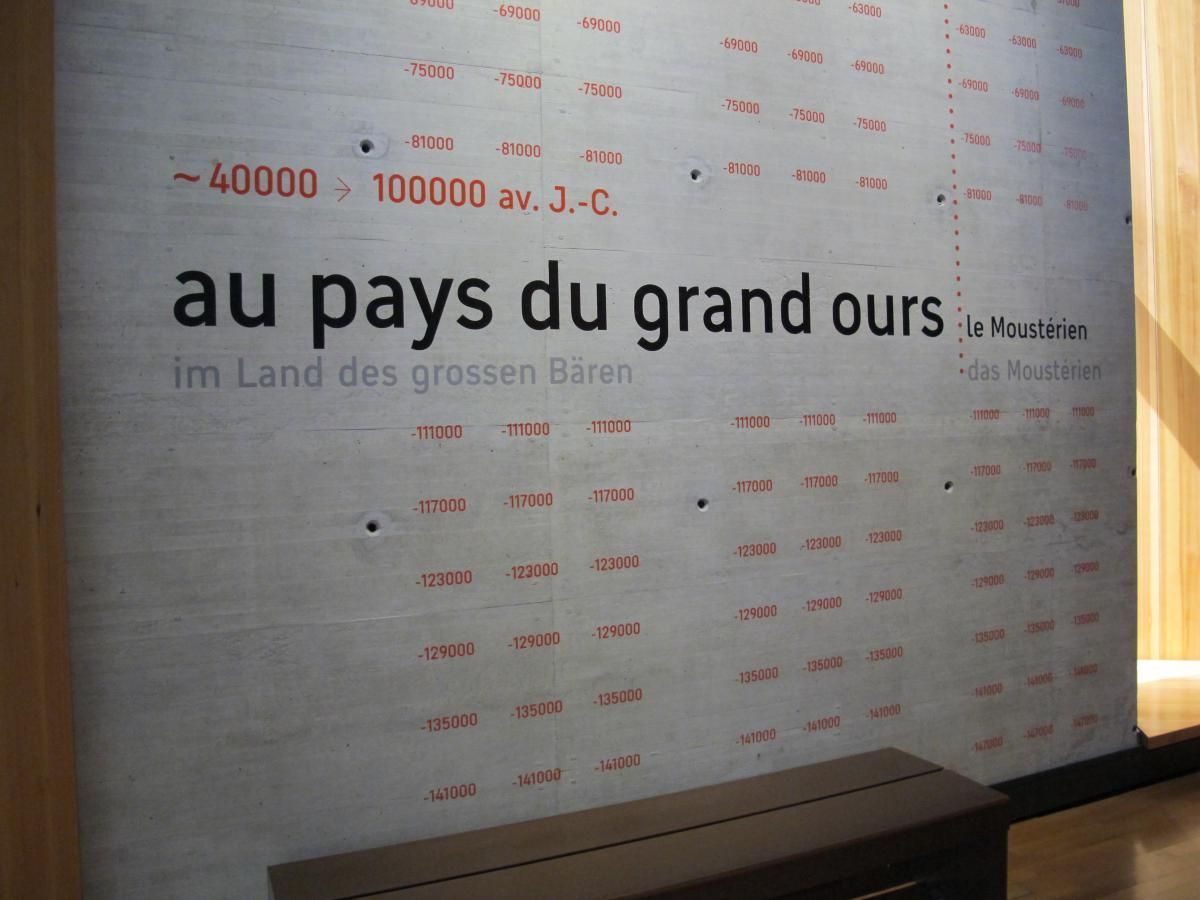 -69000 -69000 -69000 -69000 -69000 -69000 -69000 -69000 -69000
-63000 -63000 -63000 -63000
-75000 -75000 -75000 -75000 -75000 -75000 -75000 -75000 -75000
-81000 -81000 -81000 -81000 -81000 -81000 -81000 -81000 -81000
~40000 → 100000 av. J.-C.
au pays du grand ours
le Moustérien
im Land des grossen Bären
das Moustérien
-111000 -111000 -111000 -111000 -111000 -111000 -111000 -111000 -111000
-117000 -117000 -117000 -117000 -117000 -117000 -117000 -117000 -117000
-123000 -123000 -123000 -123000 -123000 -123000 -123000 -123000 -123000
-129000 -129000 -129000 -129000 -129000 -129000 -129000 -129000 -129000
-135000 -135000 -135000 -135000 -135000 -135000 -135000 -135000 -135000
-141000 -141000 -141000 -141000 -141000 -141000 -141000 -141000 -141000
-147000 -147000 -147000